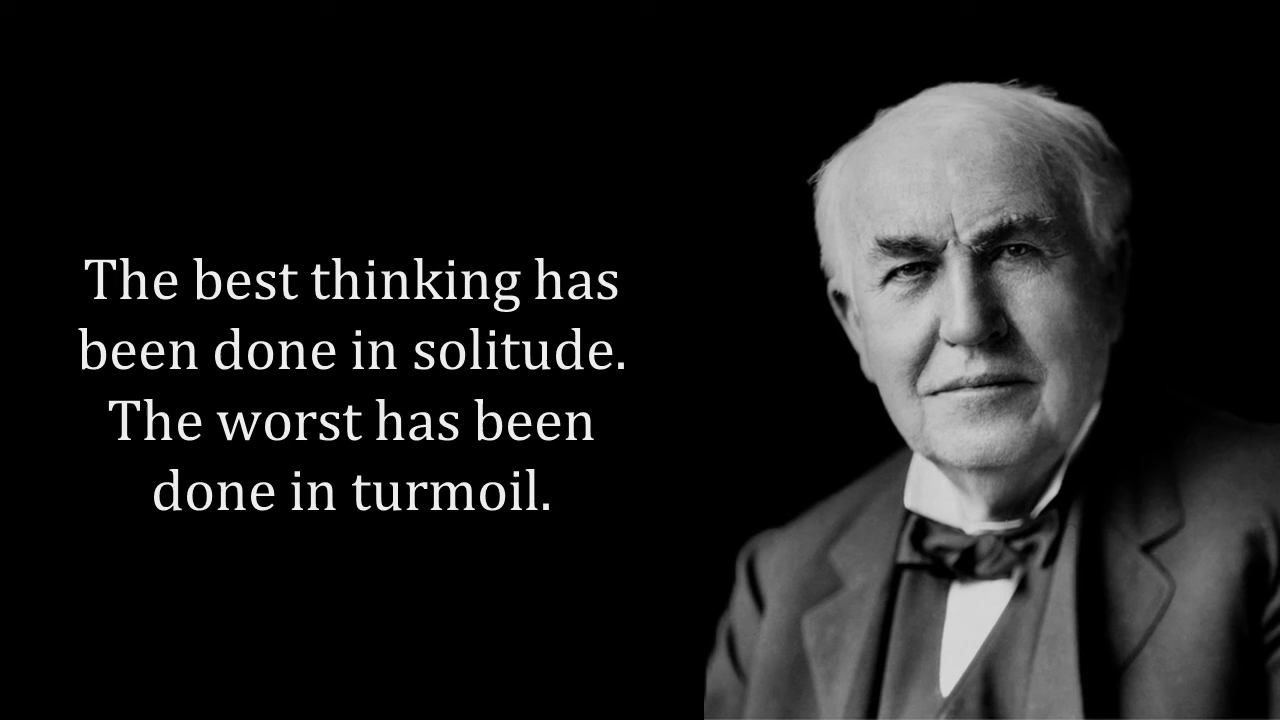 The best thinking has
been done in solitude.
The worst has been
done in turmoil.